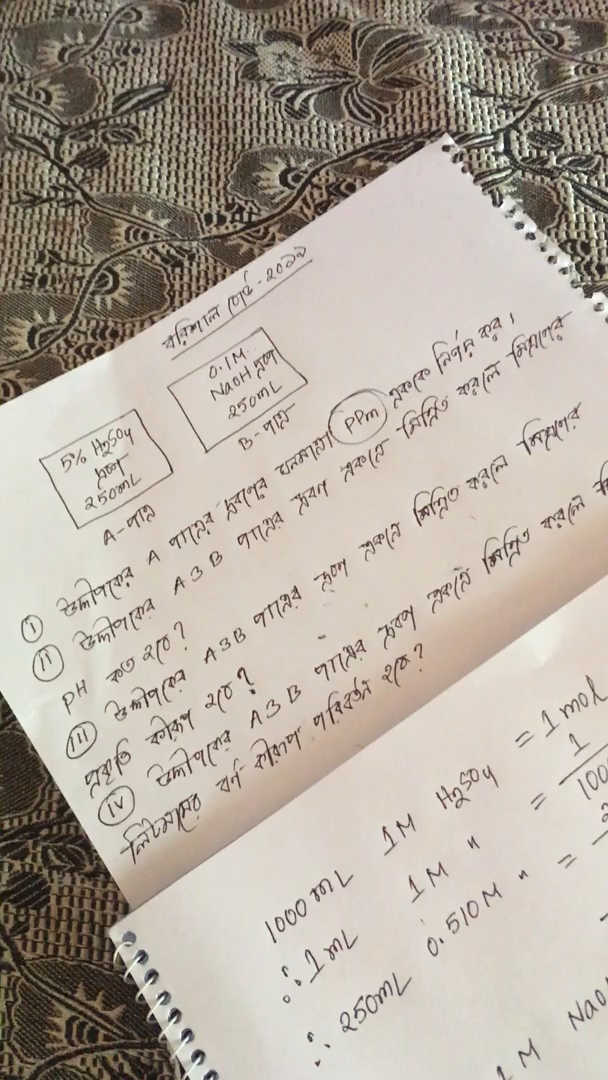 বরিশাল বোর্ড-২০১৯
5% H₂SO₄
দ্রবণ
250mL
A-পাত্র
0.1M
NaOH দ্রবণ
250mL
B-পাত্র
i উদ্দীপকের A পাত্রের দ্রবণের ঘনমাত্রা PPm এককে নির্ণয় কর।
ii উদ্দীপকের A ও B পাত্রের দ্রবণ একত্রে মিশ্রিত করলে মিশ্রণের
PH কত হবে?
iii উদ্দীপকের A ও B পাত্রের দ্রবণ একত্রে মিশ্রিত করলে মিশ্রণের
প্রকৃতি কীরূপ হবে?
iv উদ্দীপকের A ও B পাত্রের দ্রবণ একত্রে মিশ্রিত করলে
লিটমাসের বর্ণ কীরূপ পরিবর্তন হবে?
1000mL 1M H₂SO₄ = 1 mol
∴ 1mL 1M " = 1/100
∴ 250mL 0.510M " =
1M NaOH